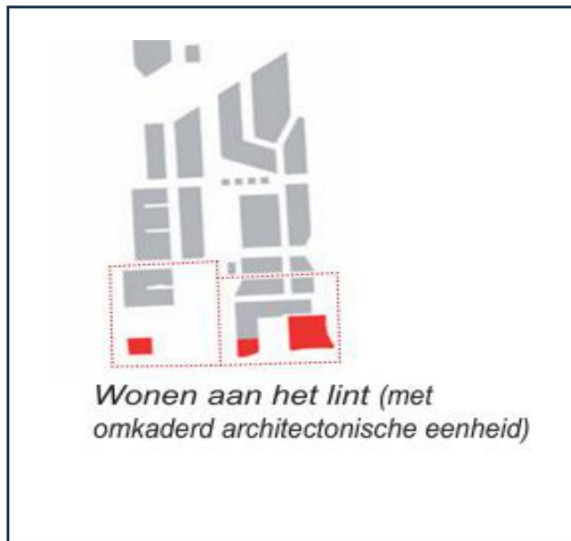 Wonen aan het lint (met
omkaderd architectonische eenheid)